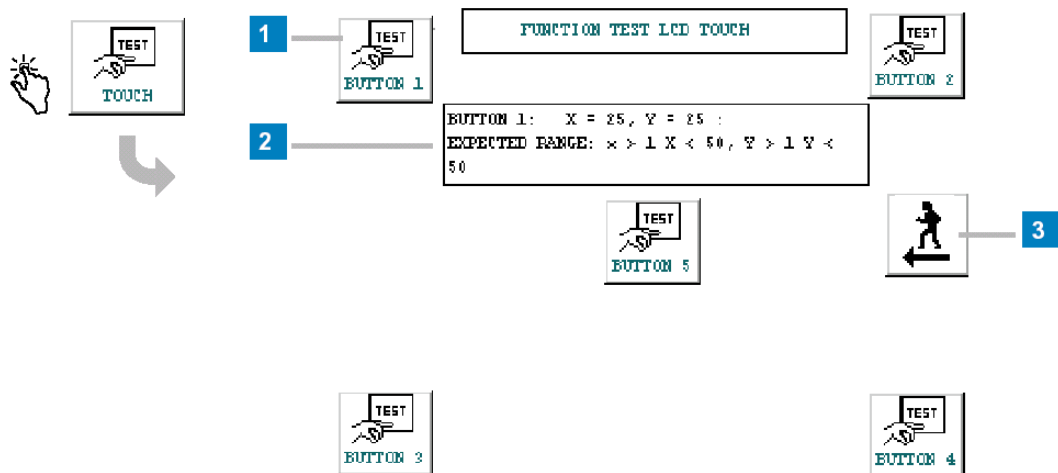 TEST
TOUCH
1
TEST
BUTTON 1
FUNCTION TEST LCD TOUCH
TEST
BUTTON 2
2
BUTTON 1: X = 25, Y = 25 :
EXPECTED RANGE: x > 1 X < 50, Y > 1 Y <
50
TEST
BUTTON 5
3
TEST
BUTTON 3
TEST
BUTTON 4